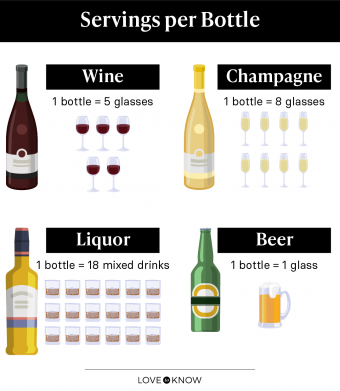 Servings per Bottle
Wine
1 bottle = 5 glasses
Champagne
1 bottle = 8 glasses
Liquor
1 bottle = 18 mixed drinks
Beer
1 bottle = 1 glass
LOVE TO KNOW